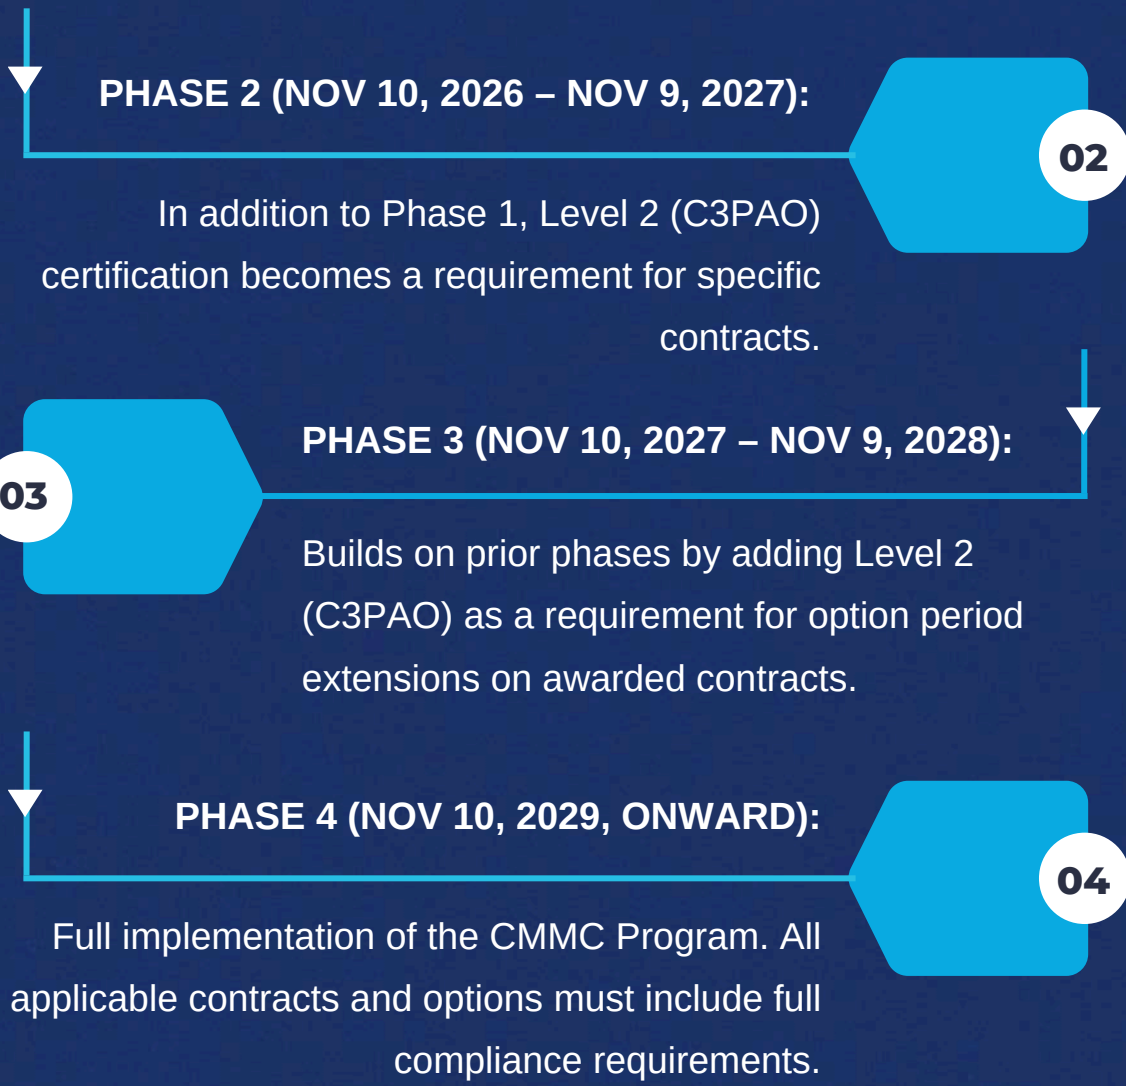 PHASE 2 (NOV 10, 2026 – NOV 9, 2027):
02
In addition to Phase 1, Level 2 (C3PAO)
certification becomes a requirement for specific
contracts.
PHASE 3 (NOV 10, 2027 – NOV 9, 2028):
03
Builds on prior phases by adding Level 2
(C3PAO) as a requirement for option period
extensions on awarded contracts.
PHASE 4 (NOV 10, 2029, ONWARD):
04
Full implementation of the CMMC Program. All
applicable contracts and options must include full
compliance requirements.